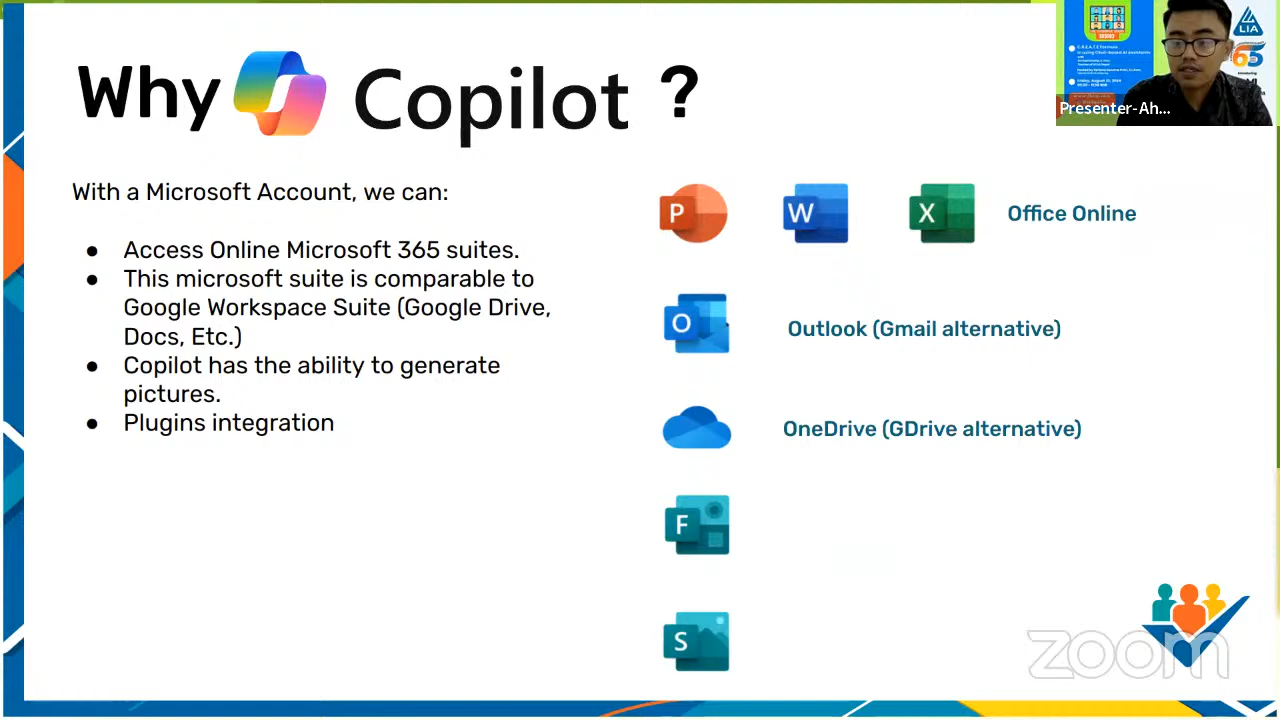 Why Copilot ?
With a Microsoft Account, we can:
● Access Online Microsoft 365 suites.
● This microsoft suite is comparable to
Google Workspace Suite (Google Drive,
Docs, Etc.)
● Copilot has the ability to generate
pictures.
● Plugins integration
P W X Office Online
O Outlook (Gmail alternative)
OneDrive (GDrive alternative)
F
S
LIA
65
Presenter-Ah...
zoom